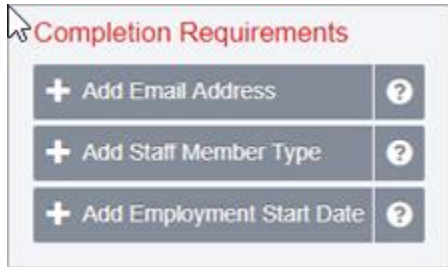 Completion Requirements
+ Add Email Address ?
+ Add Staff Member Type ?
+ Add Employment Start Date ?